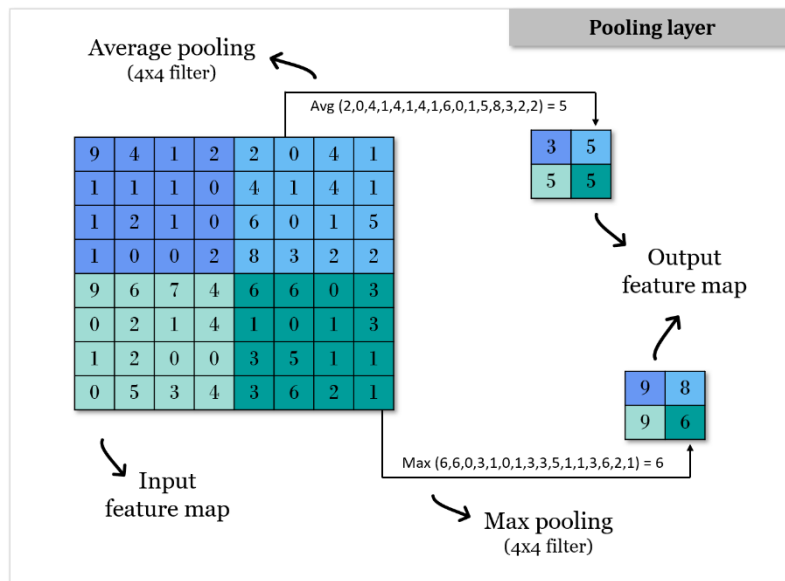 Pooling layer
Average pooling
(4x4 filter)
Avg (2,0,4,1,4,1,4,1,6,0,1,5,8,3,2,2) = 5
9 4 1 2 2 0 4 1
1 1 1 0 4 1 4 1
1 2 1 0 6 0 1 5
1 0 0 2 8 3 2 2
9 6 7 4 6 6 0 3
0 2 1 4 1 0 1 3
1 2 0 0 3 5 1 1
0 5 3 4 3 6 2 1
3 5
5 5
Output
feature map
9 8
9 6
Max (6,6,0,3,1,0,1,3,3,5,1,1,3,6,2,1) = 6
Input
feature map
Max pooling
(4x4 filter)